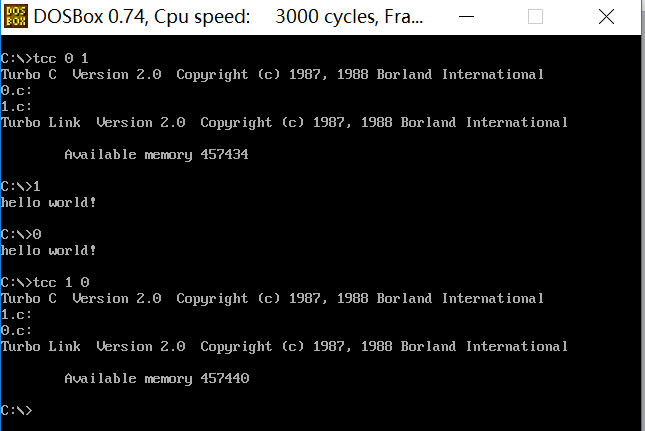 DOS
BOX
DOSBox 0.74, Cpu speed: 3000 cycles, Fra...
C:\>tcc 0 1
Turbo C Version 2.0 Copyright (c) 1987, 1988 Borland International
0.c:
1.c:
Turbo Link Version 2.0 Copyright (c) 1987, 1988 Borland International
Available memory 457434
C:\>1
hello world!
C:\>0
hello world!
C:\>tcc 1 0
Turbo C Version 2.0 Copyright (c) 1987, 1988 Borland International
1.c:
0.c:
Turbo Link Version 2.0 Copyright (c) 1987, 1988 Borland International
Available memory 457440
C:\>